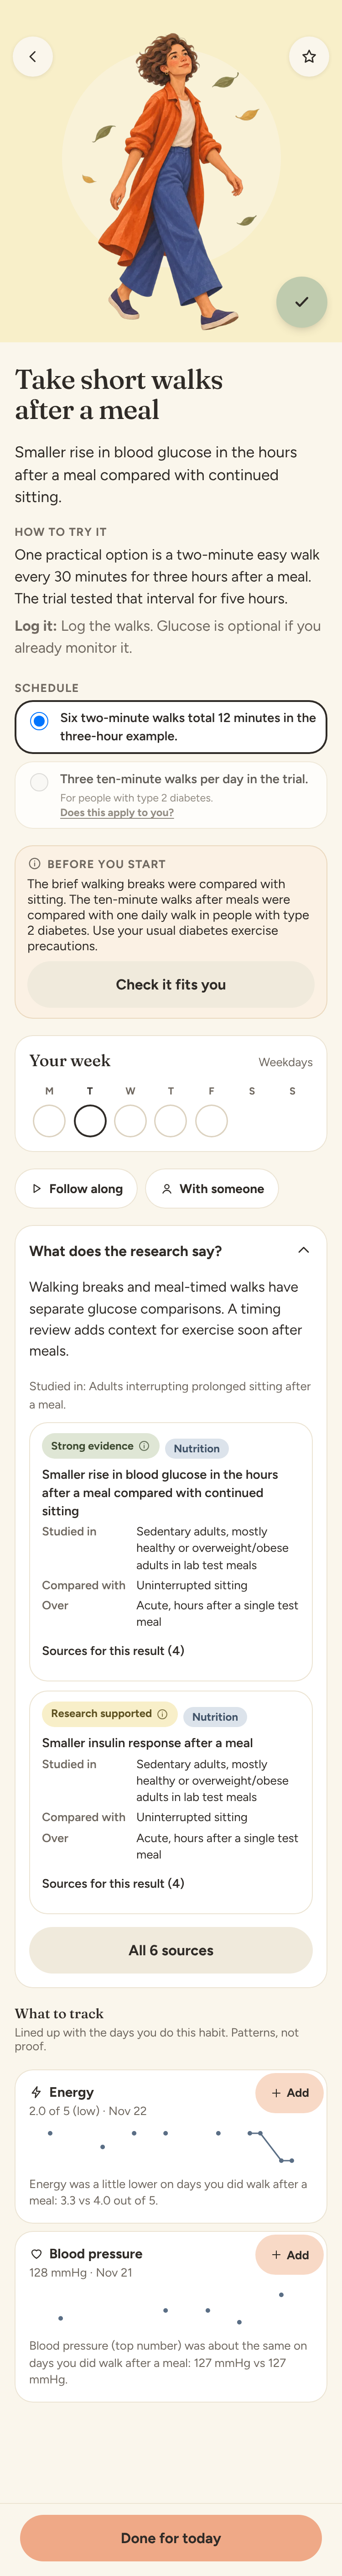 Take short walks
after a meal
Smaller rise in blood glucose in the hours
after a meal compared with continued
sitting.
HOW TO TRY IT
One practical option is a two-minute easy walk
every 30 minutes for three hours after a meal.
The trial tested that interval for five hours.
Log it: Log the walks. Glucose is optional if you
already monitor it.
SCHEDULE
Six two-minute walks total 12 minutes in the
three-hour example.
Three ten-minute walks per day in the trial.
For people with type 2 diabetes.
Does this apply to you?
BEFORE YOU START
The brief walking breaks were compared with
sitting. The ten-minute walks after meals were
compared with one daily walk in people with type
2 diabetes. Use your usual diabetes exercise
precautions.
Check it fits you
Your week
Weekdays
M T W T F S S
Follow along
With someone
What does the research say?
Walking breaks and meal-timed walks have
separate glucose comparisons. A timing
review adds context for exercise soon after
meals.
Studied in: Adults interrupting prolonged sitting after
a meal.
Strong evidence
Nutrition
Smaller rise in blood glucose in the hours
after a meal compared with continued
sitting
Studied in Sedentary adults, mostly
healthy or overweight/obese
adults in lab test meals
Compared with Uninterrupted sitting
Over Acute, hours after a single test
meal
Sources for this result (4)
Research supported
Nutrition
Smaller insulin response after a meal
Studied in Sedentary adults, mostly
healthy or overweight/obese
adults in lab test meals
Compared with Uninterrupted sitting
Over Acute, hours after a single test
meal
Sources for this result (4)
All 6 sources
What to track
Lined up with the days you do this habit. Patterns, not
proof.
Energy
+ Add
2.0 of 5 (low) · Nov 22
Energy was a little lower on days you did walk after a
meal: 3.3 vs 4.0 out of 5.
Blood pressure
+ Add
128 mmHg · Nov 21
Blood pressure (top number) was about the same on
days you did walk after a meal: 127 mmHg vs 127
mmHg.
Done for today